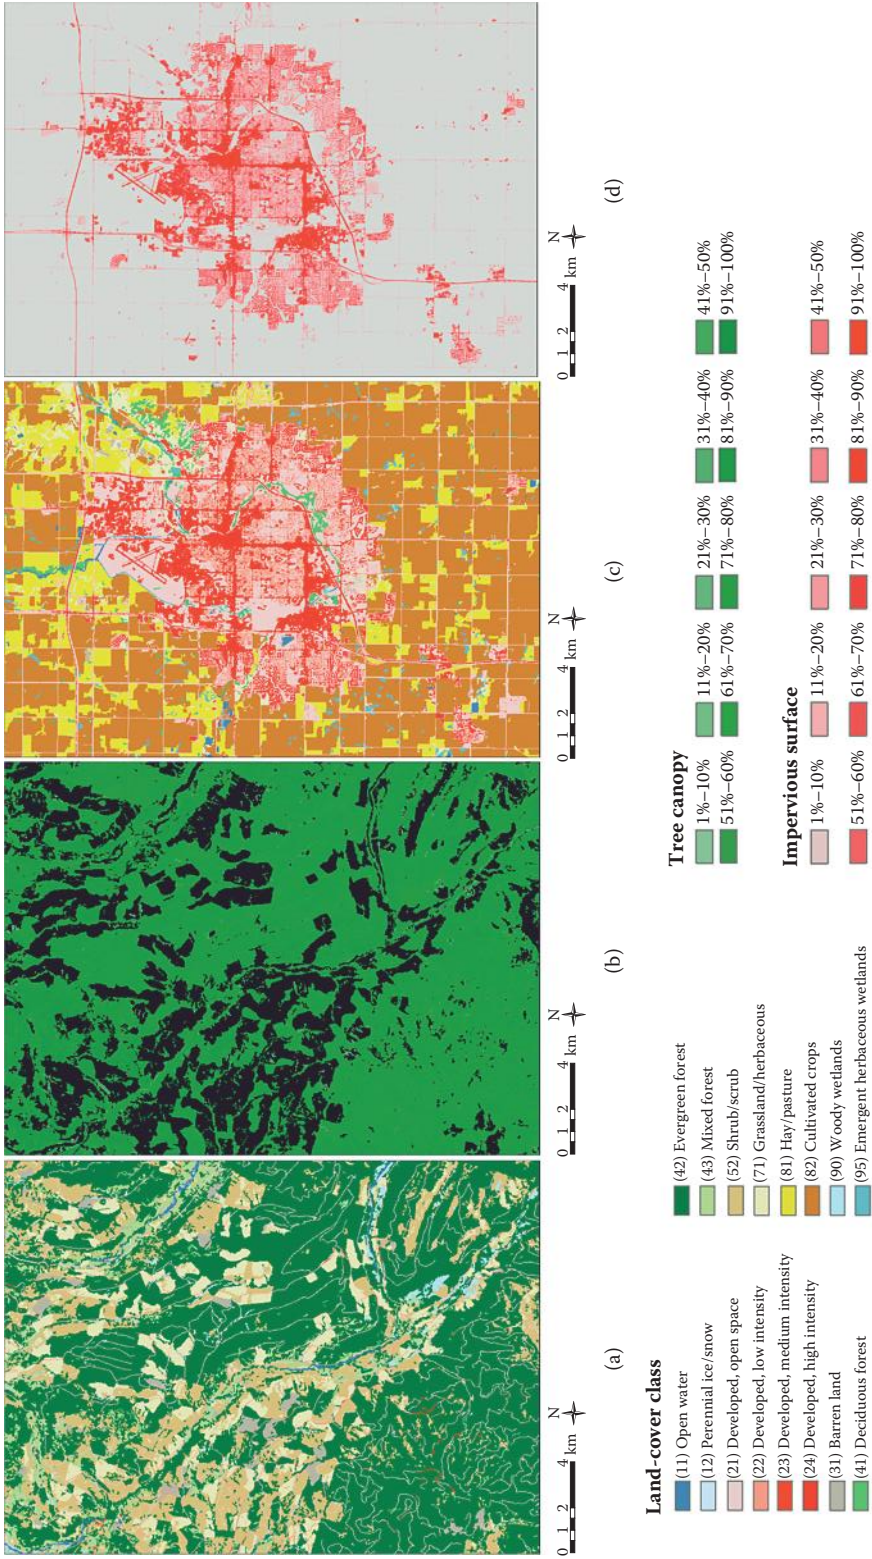 N
0 1 2 4 km
(a)
N
0 1 2 4 km
(b)
N
0 1 2 4 km
(c)
N
0 1 2 4 km
(d)
Land-cover class
(11) Open water
(12) Perennial ice/snow
(21) Developed, open space
(22) Developed, low intensity
(23) Developed, medium intensity
(24) Developed, high intensity
(31) Barren land
(41) Deciduous forest
(42) Evergreen forest
(43) Mixed forest
(52) Shrub/scrub
(71) Grassland/herbaceous
(81) Hay/pasture
(82) Cultivated crops
(90) Woody wetlands
(95) Emergent herbaceous wetlands
Tree canopy
1%–10% 11%–20% 21%–30% 31%–40% 41%–50%
51%–60% 61%–70% 71%–80% 81%–90% 91%–100%
Impervious surface
1%–10% 11%–20% 21%–30% 31%–40% 41%–50%
51%–60% 61%–70% 71%–80% 81%–90% 91%–100%